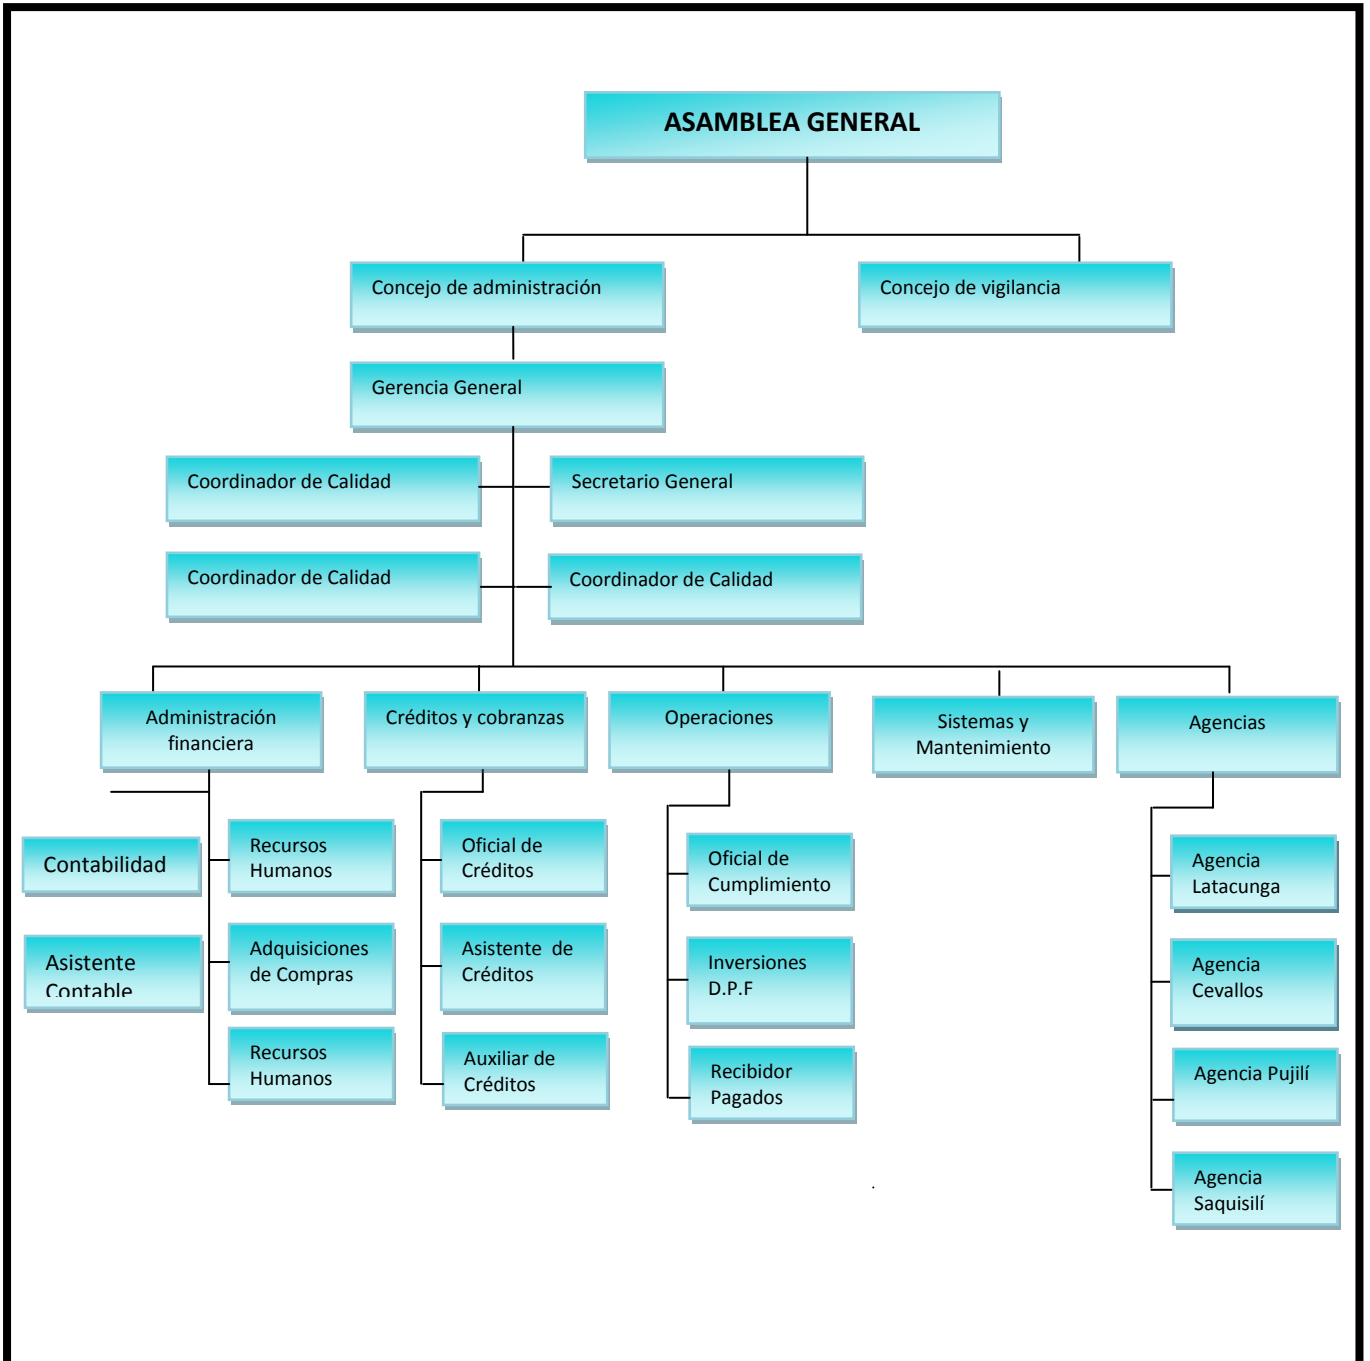 ASAMBLEA GENERAL
Concejo de administración
Concejo de vigilancia
Gerencia General
Coordinador de Calidad
Secretario General
Coordinador de Calidad
Coordinador de Calidad
Administración
financiera
Créditos y cobranzas
Operaciones
Sistemas y
Mantenimiento
Agencias
Contabilidad
Asistente
Contable
Recursos
Humanos
Adquisiciones
de Compras
Recursos
Humanos
Oficial de
Créditos
Asistente de
Créditos
Auxiliar de
Créditos
Oficial de
Cumplimiento
Inversiones
D.P.F
Recibidor
Pagados
Agencia
Latacunga
Agencia
Cevallos
Agencia Pujilí
Agencia
Saquisilí